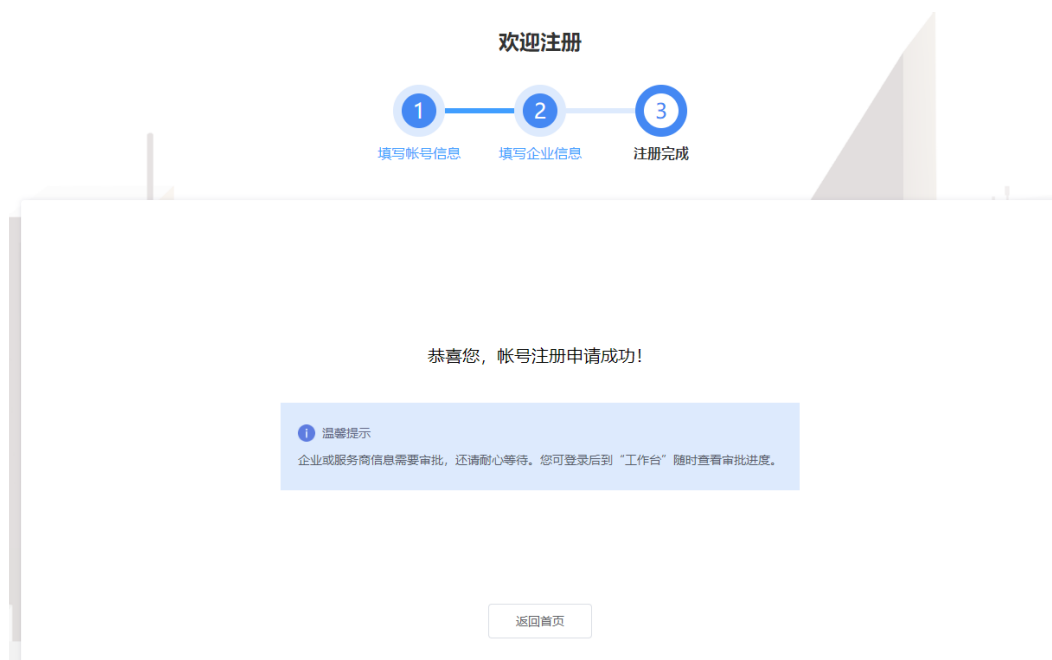 欢迎注册
1 2 3
填写帐号信息 填写企业信息 注册完成
恭喜您，帐号注册申请成功！
i 温馨提示
企业或服务商信息需要审批，还请耐心等待。您可登录后到“工作台”随时查看审批进度。
返回首页